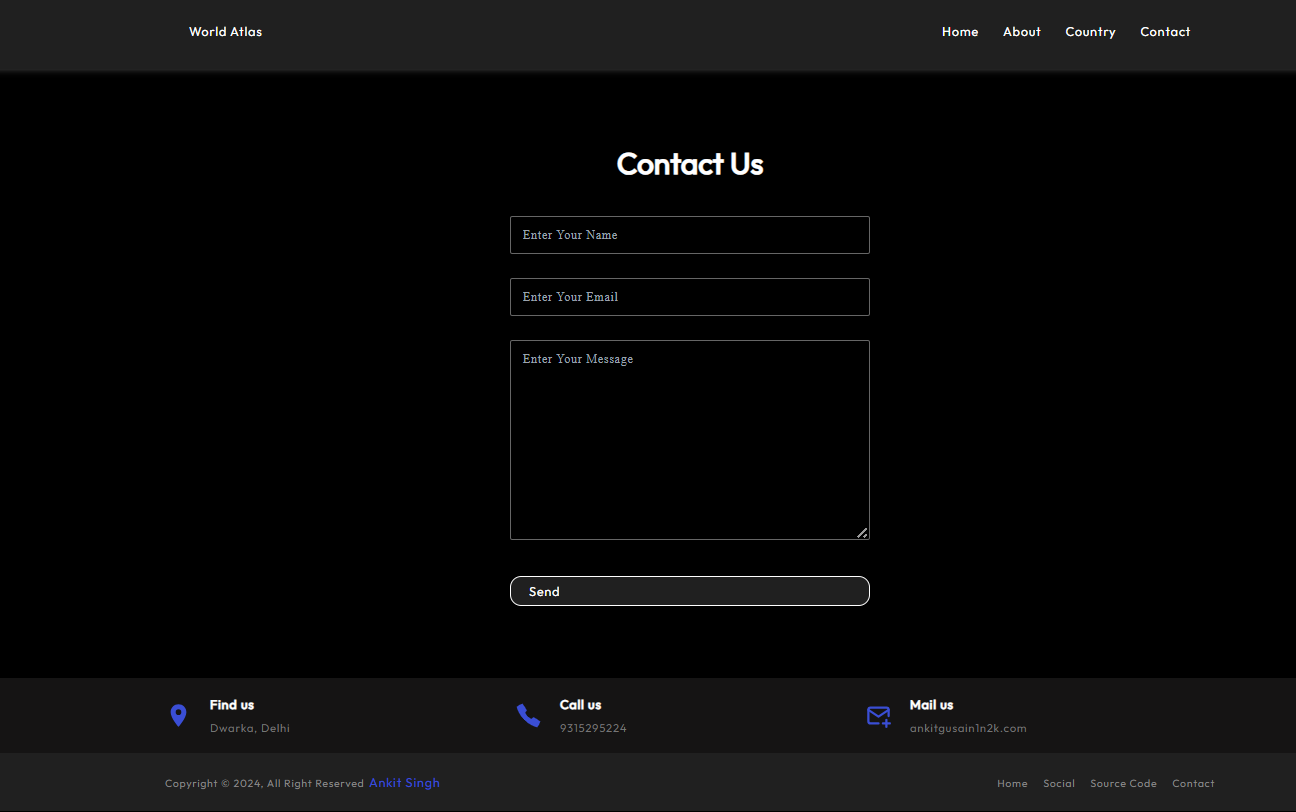 World Atlas Home About Country Contact
Contact Us
Enter Your Name
Enter Your Email
Enter Your Message
Send
Find us Call us Mail us
Dwarka, Delhi 9315295224 ankitgusain1n2k.com
Copyright © 2024, All Right Reserved Ankit Singh Home Social Source Code Contact